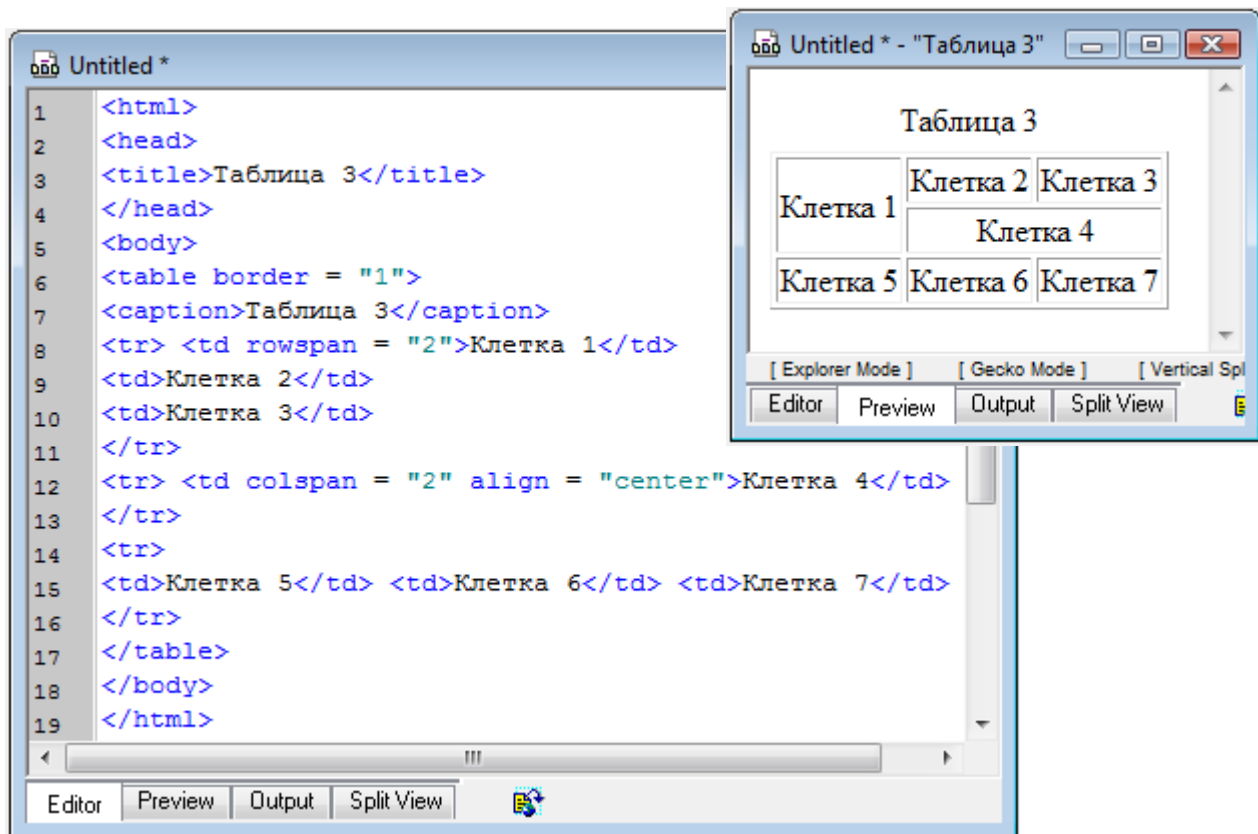 Untitled *
1 <html>
2 <head>
3 <title>Таблица 3</title>
4 </head>
5 <body>
6 <table border = "1">
7 <caption>Таблица 3</caption>
8 <tr> <td rowspan = "2">Клетка 1</td>
9 <td>Клетка 2</td>
10 <td>Клетка 3</td>
11 </tr>
12 <tr> <td colspan = "2" align = "center">Клетка 4</td>
13 </tr>
14 <tr>
15 <td>Клетка 5</td> <td>Клетка 6</td> <td>Клетка 7</td>
16 </tr>
17 </table>
18 </body>
19 </html>
Editor Preview Output Split View
Untitled * - "Таблица 3"
Таблица 3
Клетка 1 Клетка 2 Клетка 3
Клетка 4
Клетка 5 Клетка 6 Клетка 7
[ Explorer Mode ] [ Gecko Mode ] [ Vertical Spl
Editor Preview Output Split View